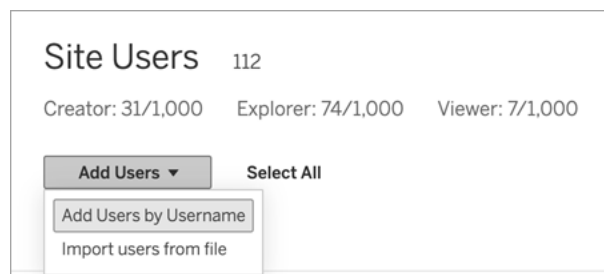 Site Users 112
Creator: 31/1,000 Explorer: 74/1,000 Viewer: 7/1,000
Add Users ▼ Select All
Add Users by Username
Import users from file